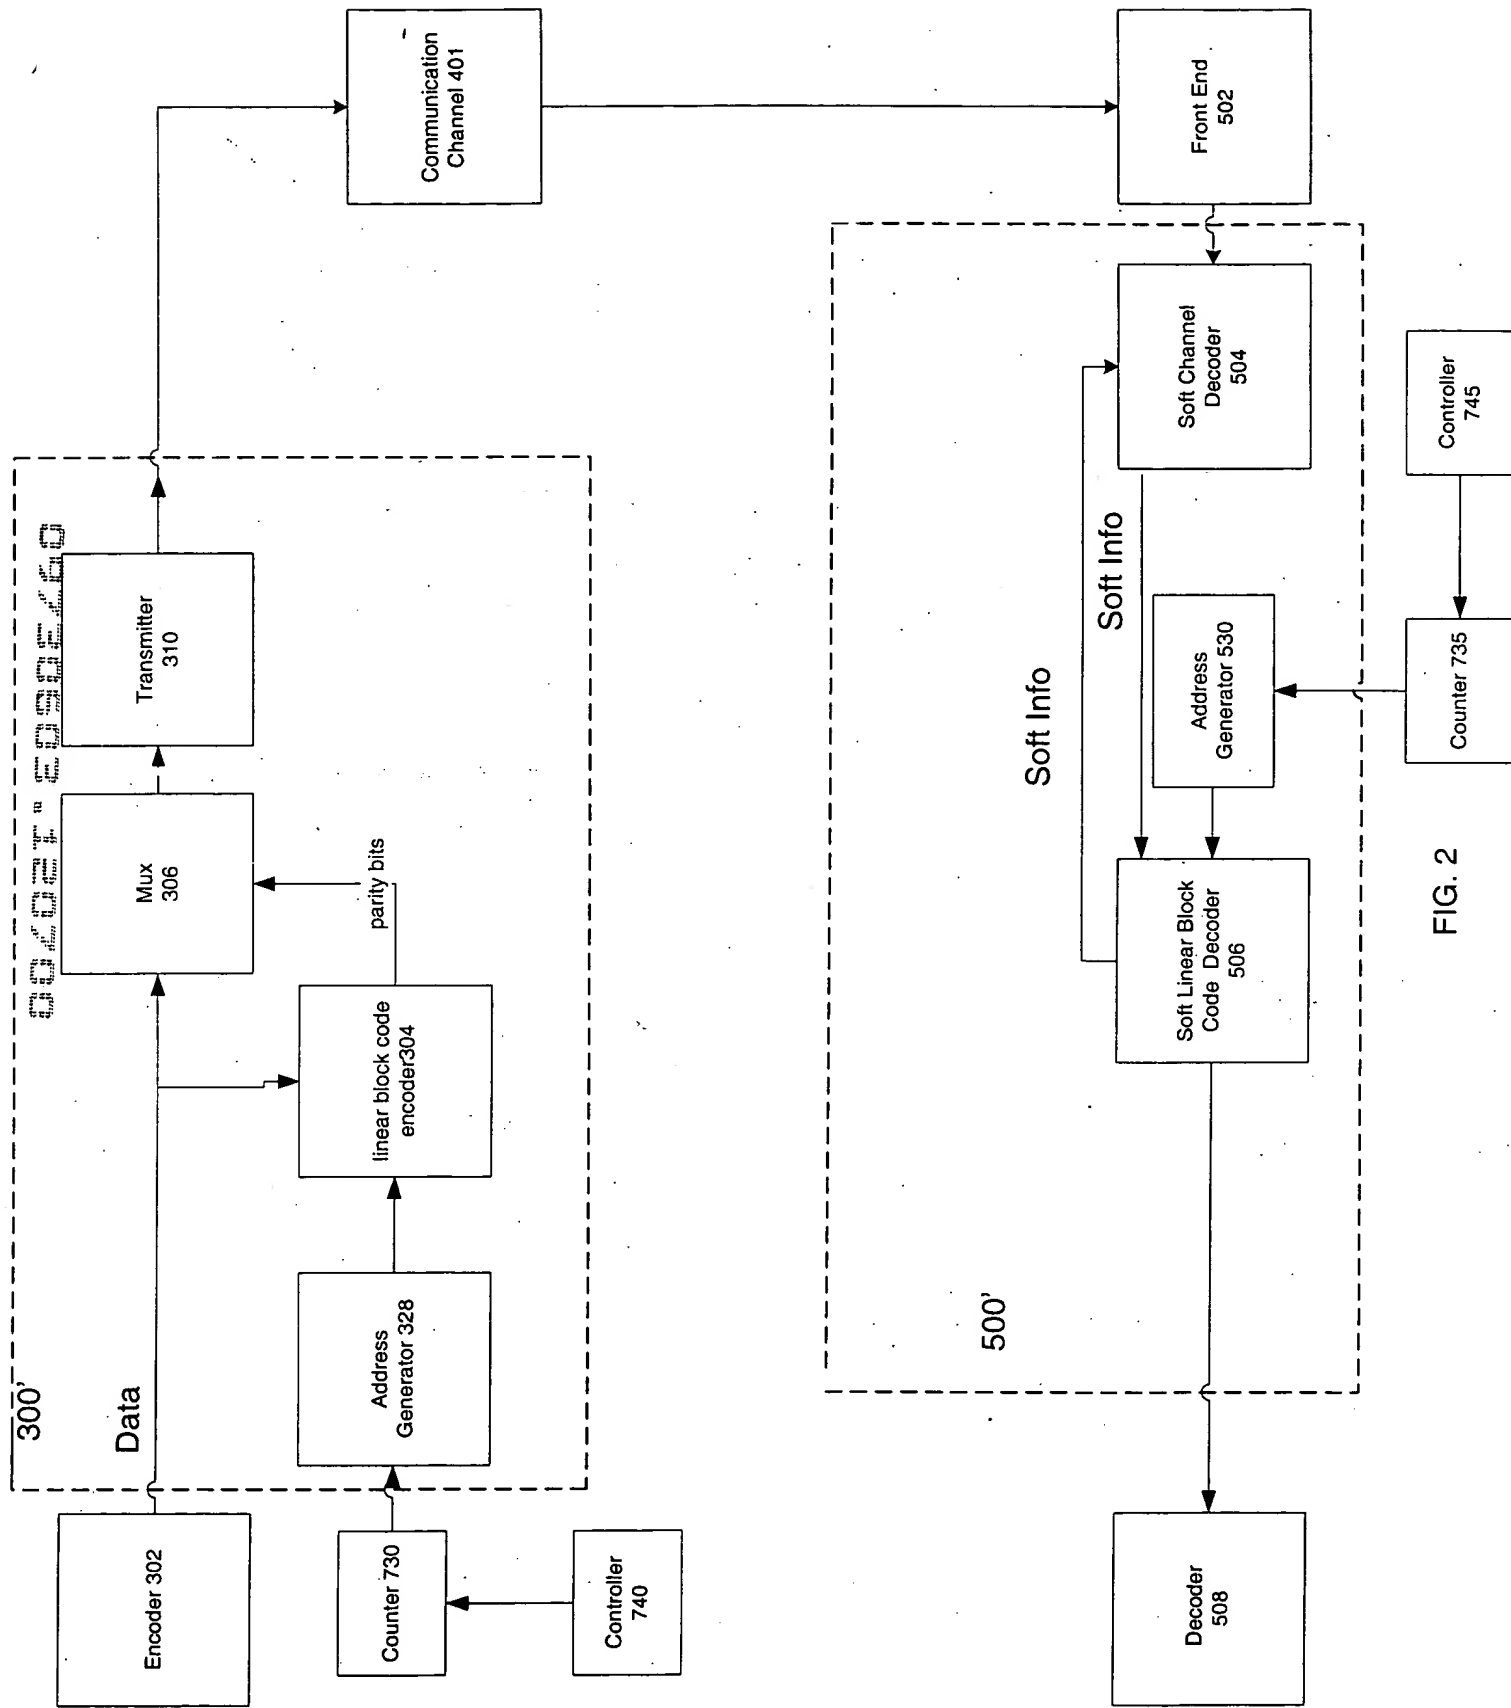 300'
Data
Encoder 302
Counter 730
Controller
740
Address
Generator 328
linear block code
encoder304
parity bits
Mux
306
Transmitter
310
Communication
Channel 401
Front End
502
500'
Soft Channel
Decoder
504
Soft Info
Soft Info
Address
Generator 530
Soft Linear Block
Code Decoder
506
Counter 735
Controller
745
Decoder
508
FIG. 2